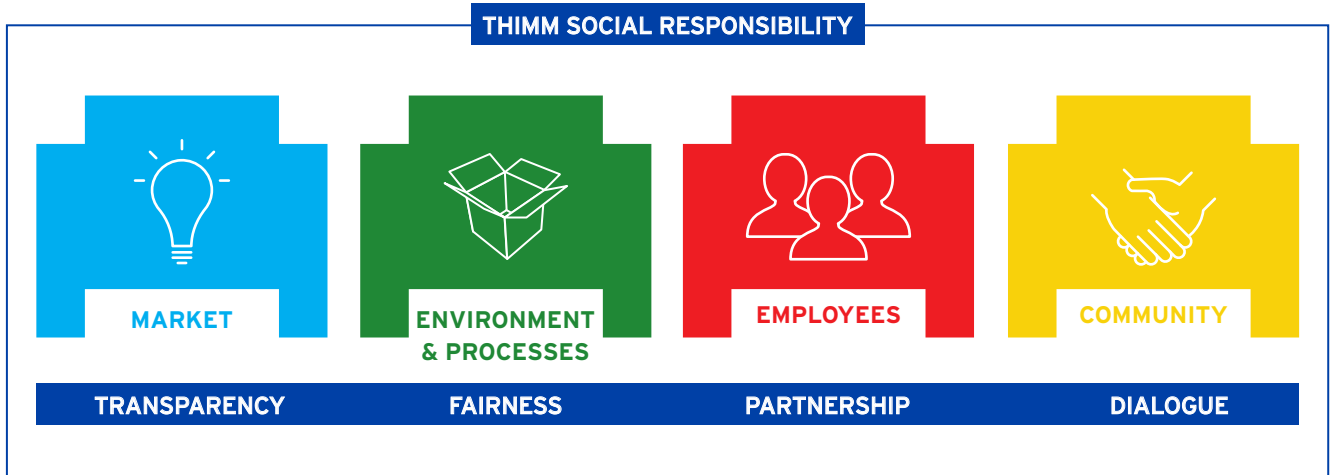 THIMM SOCIAL RESPONSIBILITY
MARKET
ENVIRONMENT
& PROCESSES
EMPLOYEES
COMMUNITY
TRANSPARENCY FAIRNESS PARTNERSHIP DIALOGUE